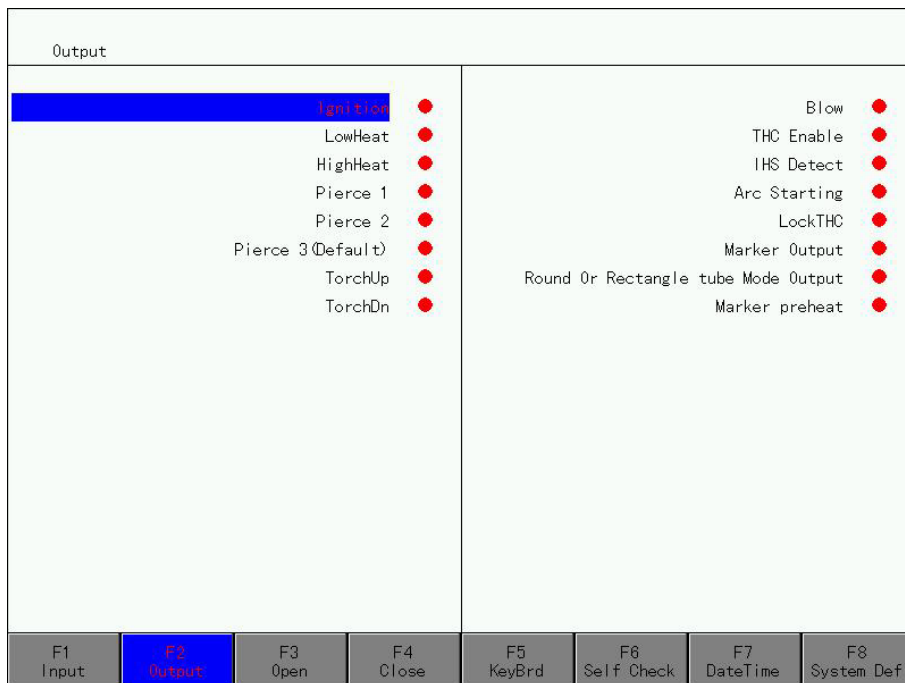 Output
Ignition
LowHeat
HighHeat
Pierce 1
Pierce 2
Pierce 3(Default)
TorchUp
TorchDn
Blow
THC Enable
IHS Detect
Arc Starting
LockTHC
Marker Output
Round Or Rectangle tube Mode Output
Marker preheat
F1
Input
F2
Output
F3
Open
F4
Close
F5
KeyBrd
F6
Self Check
F7
DateTime
F8
System Def